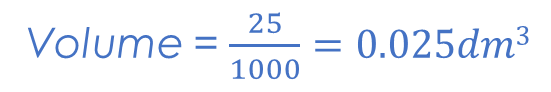 Volume = 25/1000 = 0.025dm³